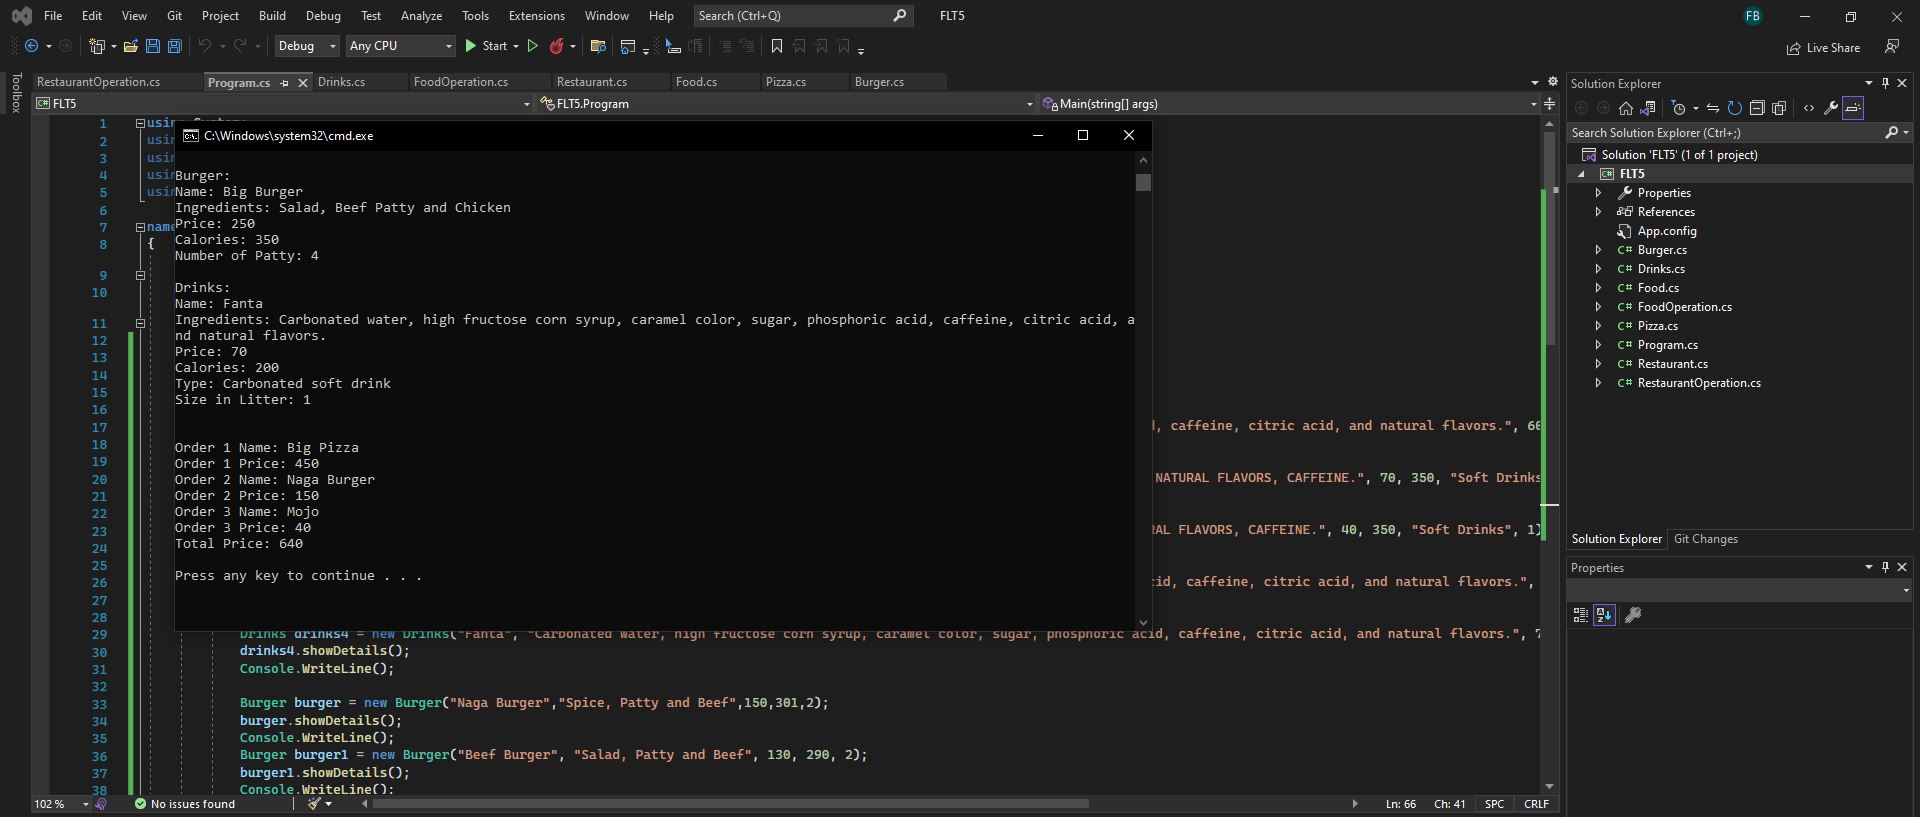 File Edit View Git Project Build Debug Test Analyze Tools Extensions Window Help Search (Ctrl+Q) FLT5 FB
Debug Any CPU Start Live Share
Toolbox
RestaurantOperation.cs Program.cs Drinks.cs FoodOperation.cs Restaurant.cs Food.cs Pizza.cs Burger.cs
C# FLT5 FLT5.Program Main(string[] args)
C:\Windows\system32\cmd.exe
Burger:
Name: Big Burger
Ingredients: Salad, Beef Patty and Chicken
Price: 250
Calories: 350
Number of Patty: 4
Drinks:
Name: Fanta
Ingredients: Carbonated water, high fructose corn syrup, caramel color, sugar, phosphoric acid, caffeine, citric acid, a
nd natural flavors.
Price: 70
Calories: 200
Type: Carbonated soft drink
Size in Litter: 1
Order 1 Name: Big Pizza
Order 1 Price: 450
Order 2 Name: Naga Burger
Order 2 Price: 150
Order 3 Name: Mojo
Order 3 Price: 40
Total Price: 640
Press any key to continue . . .
1 usin
2 usin
3 usin
4 usin
5 usin
6
7 name
8 {
9
10
11
12
13
14
15
16
17 , caffeine, citric acid, and natural flavors.", 60
18
19
20 NATURAL FLAVORS, CAFFEINE.", 70, 350, "Soft Drinks
21
22
23 RAL FLAVORS, CAFFEINE.", 40, 350, "Soft Drinks", 1)
24
25
26 cid, caffeine, citric acid, and natural flavors.",
27
28
29 Drinks drinks4 = new Drinks("Fanta", "Carbonated water, high fructose corn syrup, caramel color, sugar, phosphoric acid, caffeine, citric acid, and natural flavors.", 7
30 drinks4.showDetails();
31 Console.WriteLine();
32
33 Burger burger = new Burger("Naga Burger","Spice, Patty and Beef",150,301,2);
34 burger.showDetails();
35 Console.WriteLine();
36 Burger burger1 = new Burger("Beef Burger", "Salad, Patty and Beef", 130, 290, 2);
37 burger1.showDetails();
38 Console.WriteLine();
102 % No issues found Ln: 66 Ch: 41 SPC CRLF
Solution Explorer
Search Solution Explorer (Ctrl+;)
Solution 'FLT5' (1 of 1 project)
C# FLT5
Properties
References
App.config
C# Burger.cs
C# Drinks.cs
C# Food.cs
C# FoodOperation.cs
C# Pizza.cs
C# Program.cs
C# Restaurant.cs
C# RestaurantOperation.cs
Solution Explorer Git Changes
Properties